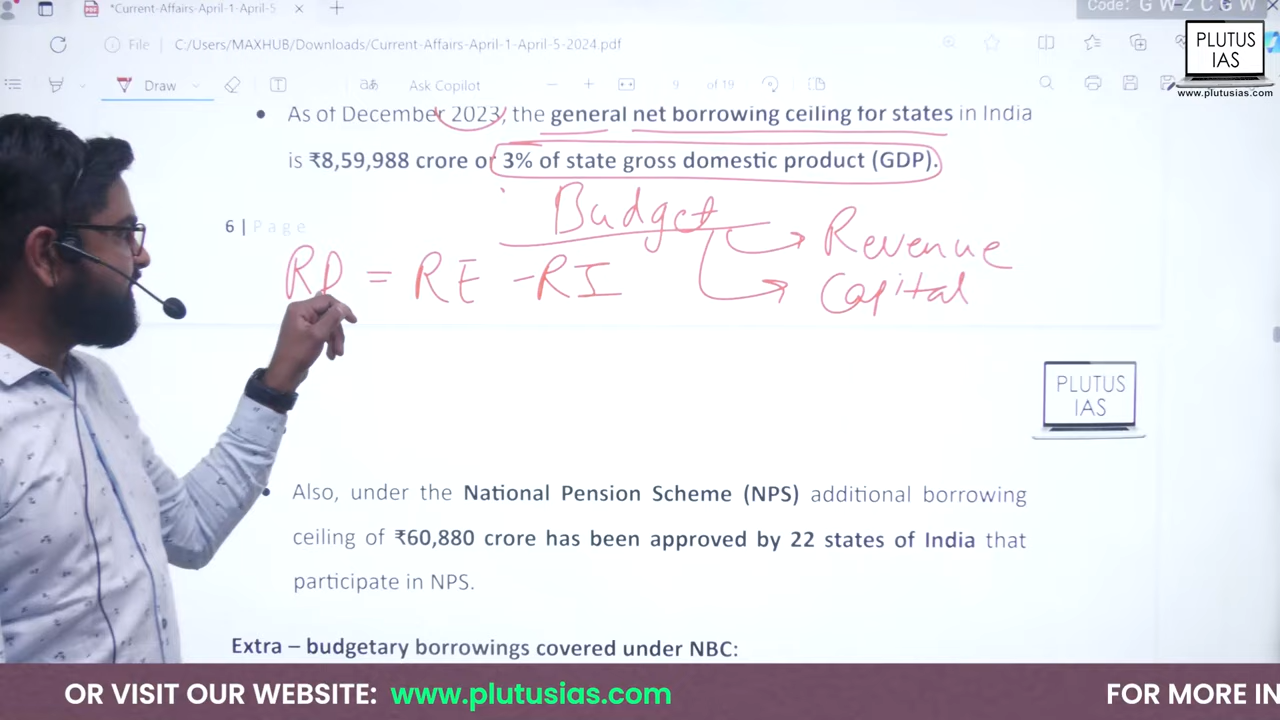 *Current-Affairs-April-1-April-5
Code: G W Z C G W
File C:/Users/MAXHUB/Downloads/Current-Affairs-April-1-April-5-2024.pdf
PLUTUS
IAS
www.plutusias.com
Draw Ask Copilot 9 of 19
• As of December 2023, the general net borrowing ceiling for states in India
is ₹8,59,988 crore or 3% of state gross domestic product (GDP).
6 | Page
Budget
Revenue
Capital
RD = RE - RI
PLUTUS
IAS
• Also, under the National Pension Scheme (NPS) additional borrowing
ceiling of ₹60,880 crore has been approved by 22 states of India that
participate in NPS.
Extra – budgetary borrowings covered under NBC:
OR VISIT OUR WEBSITE: www.plutusias.com
FOR MORE IN